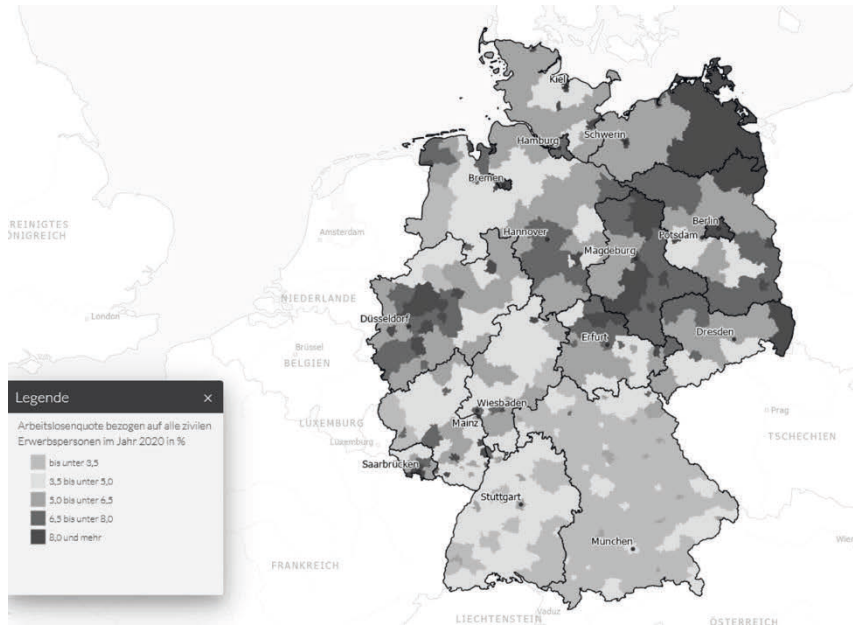 Kiel
Schwerin
Hamburg
Bremen
Amsterdam
Hannover
Berlin
Potsdam
Magdeburg
London
NIEDERLANDE
Düsseldorf
Brüssel
BELGIEN
Erfurt
Dresden
Wiesbaden
Mainz
LUXEMBURG
Luxemburg
Prag
TSCHECHIEN
Saarbrücken
Stuttgart
München
FRANKREICH
Vaduz
LIECHTENSTEIN
ÖSTERREICH
Legende ×
Arbeitslosenquote bezogen auf alle zivilen
Erwerbspersonen im Jahr 2020 in %
bis unter 3,5
3,5 bis unter 5,0
5,0 bis unter 6,5
6,5 bis unter 8,0
8,0 und mehr